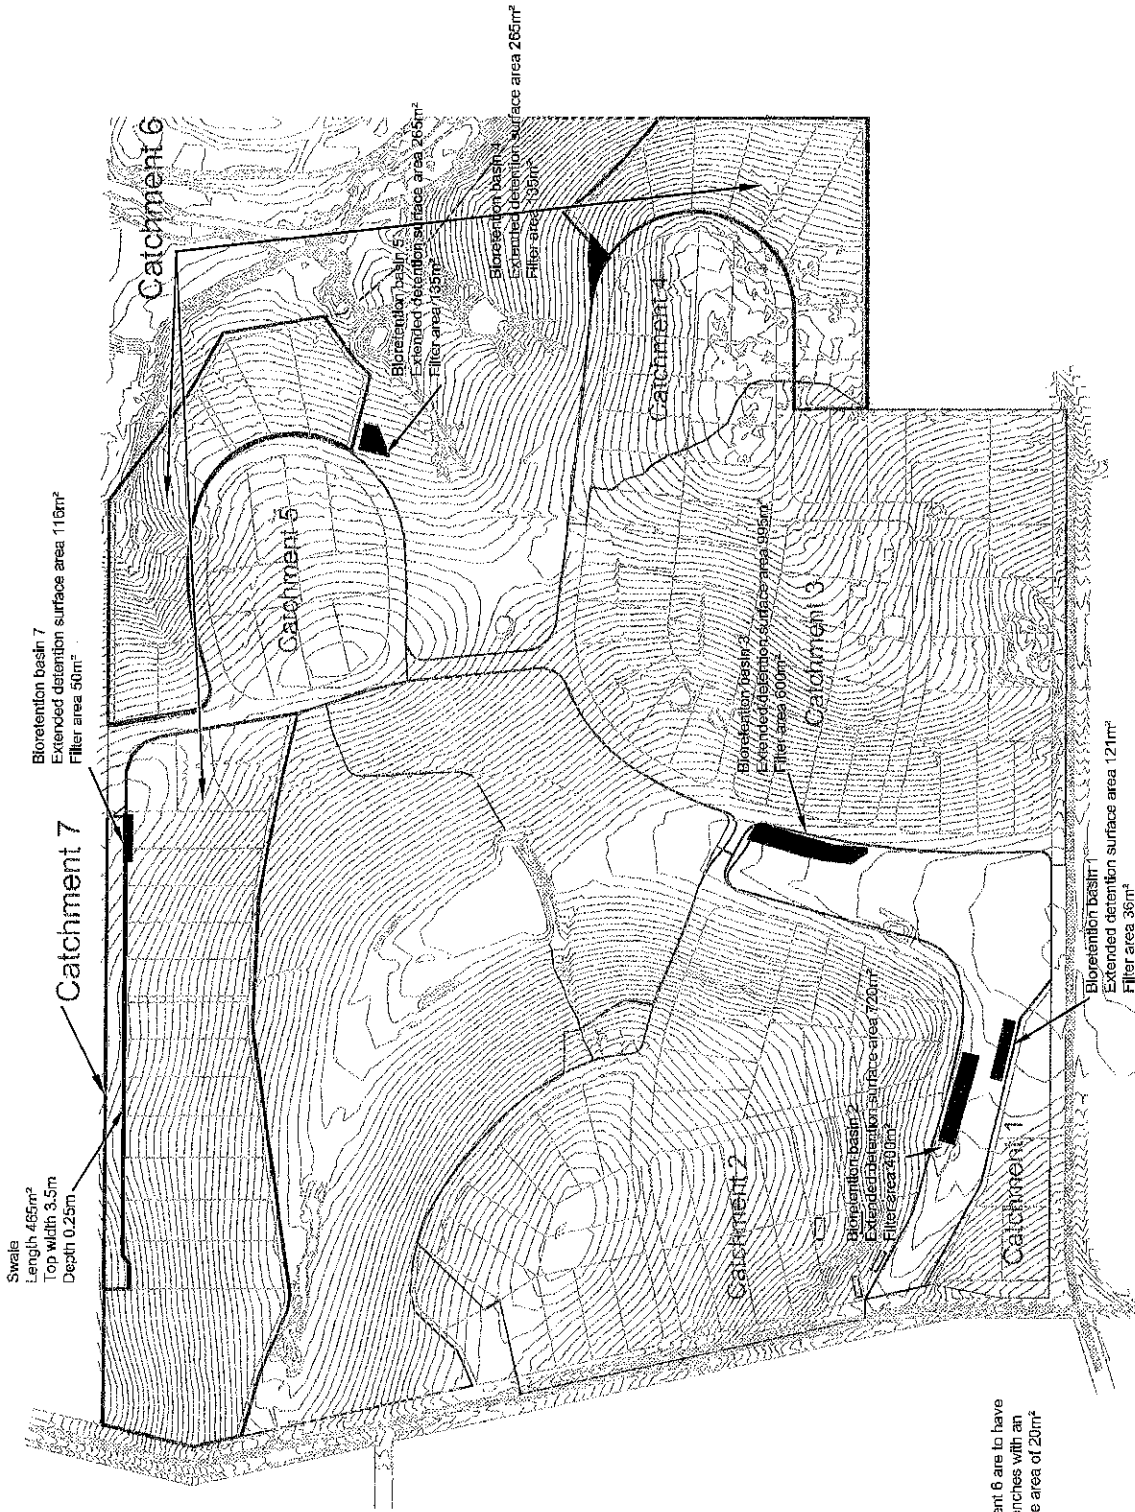 Swale
Length 465m²
Top width 3.5m
Depth 0.25m
Catchment 7
Bioretention basin 7
Extended detention surface area 116m²
Filter area 50m²
Catchment 6
Catchment 5
Bioretention basin 5
Extended detention surface area 265m²
Filter area 135m²
Bioretention basin 4
Extended detention surface area 265m²
Filter area 135m²
Catchment 4
Catchment 3
Bioretention basin 3
Extended detention surface area 995m²
Filter area 600m²
Catchment 2
Bioretention basin 2
Extended detention surface area 720m²
Filter area 400m²
Catchment 1
Bioretention basin 1
Extended detention surface area 121m²
Filter area 36m²
ent 6 are to have
nches with an
e area of 20m²